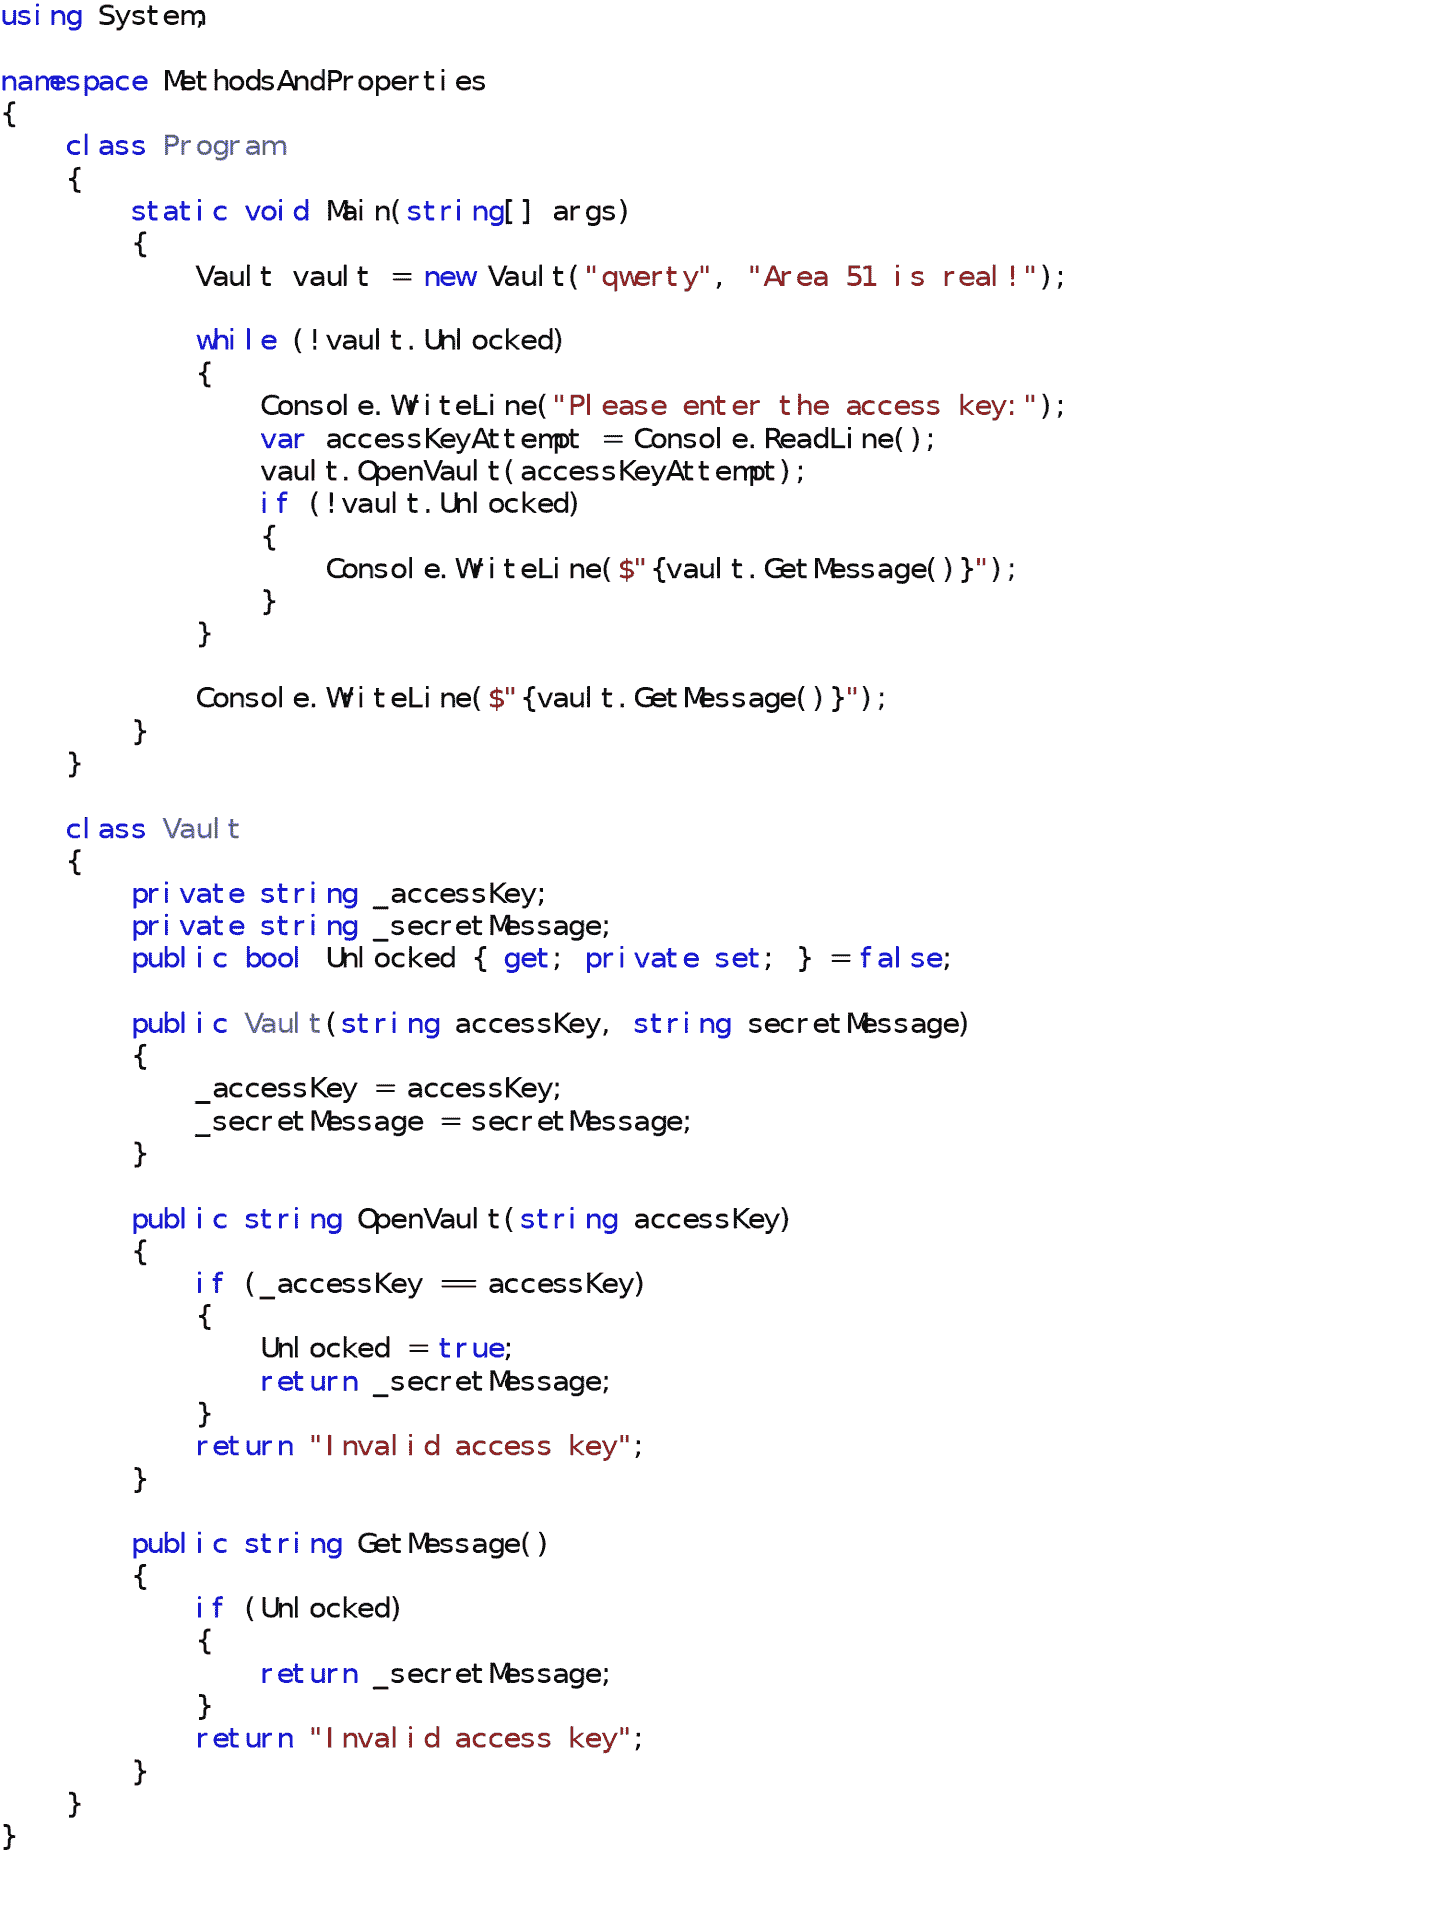 using System;
namespace MethodsAndProperties
{
    class Program
    {
        static void Main(string[] args)
        {
            Vault vault = new Vault("qwerty", "Area 51 is real!");
            while (!vault.Unlocked)
            {
                Console.WriteLine("Please enter the access key:");
                var accessKeyAttempt = Console.ReadLine();
                vault.OpenVault(accessKeyAttempt);
                if (!vault.Unlocked)
                {
                    Console.WriteLine($"{vault.GetMessage()}");
                }
            }
            Console.WriteLine($"{vault.GetMessage()}");
        }
    }
    class Vault
    {
        private string _accessKey;
        private string _secretMessage;
        public bool Unlocked { get; private set; } = false;
        public Vault(string accessKey, string secretMessage)
        {
            _accessKey = accessKey;
            _secretMessage = secretMessage;
        }
        public string OpenVault(string accessKey)
        {
            if (_accessKey == accessKey)
            {
                Unlocked = true;
                return _secretMessage;
            }
            return "Invalid access key";
        }
        public string GetMessage()
        {
            if (Unlocked)
            {
                return _secretMessage;
            }
            return "Invalid access key";
        }
    }
}